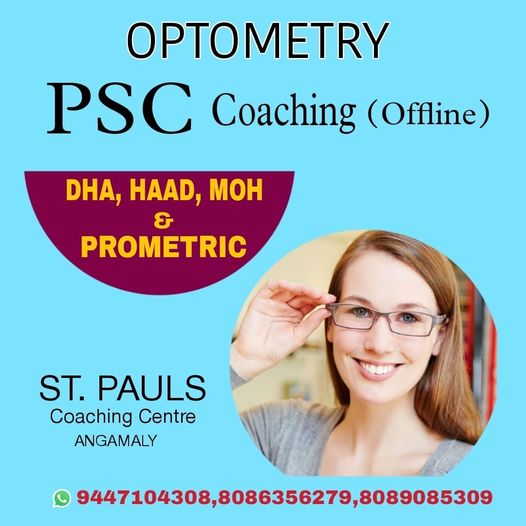 OPTOMETRY
PSC Coaching (Offline)
DHA, HAAD, MOH
&
PROMETRIC
ST. PAULS
Coaching Centre
ANGAMALY
9447104308,8086356279,8089085309